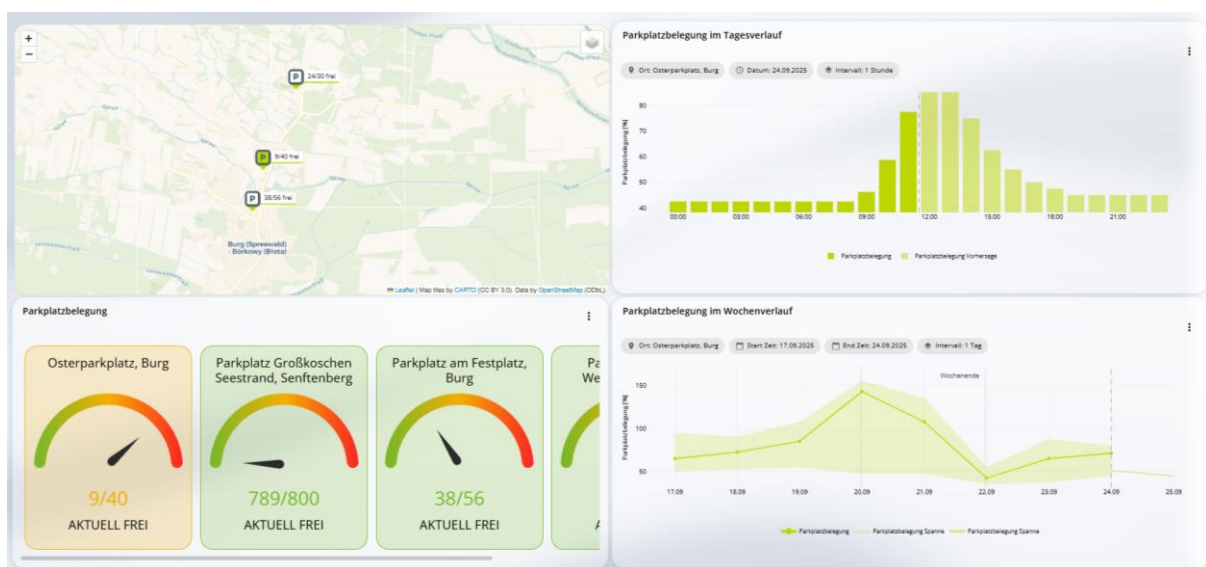 +
−
P 24/30 frei
P 9/40 frei
P 38/56 frei
Burg (Spreewald)
- Bórkowy (Błota)
Leaflet | Map tiles by CARTO (CC BY 3.0). Data by OpenStreetMap (ODbL)
Parkplatzbelegung im Tagesverlauf
Ort: Osterparkplatz, Burg Datum: 24.09.2025 Intervall: 1 Stunde
Parkplatzbelegung [%]
80
70
60
50
40
00:00 03:00 06:00 09:00 12:00 15:00 18:00 21:00
Parkplatzbelegung Parkplatzbelegung Vorhersage
Parkplatzbelegung
Osterparkplatz, Burg
9/40
AKTUELL FREI
Parkplatz Großkoschen
Seestrand, Senftenberg
789/800
AKTUELL FREI
Parkplatz am Festplatz,
Burg
38/56
AKTUELL FREI
Pa
We
Parkplatzbelegung im Wochenverlauf
Ort: Osterparkplatz, Burg Start Zeit: 17.09.2025 End Zeit: 24.09.2025 Intervall: 1 Tag
Wochenende
Parkplatzbelegung [%]
150
100
50
17.09 18.09 19.09 20.09 21.09 22.09 23.09 24.09 25.09
Parkplatzbelegung Parkplatzbelegung Spanne Parkplatzbelegung Spanne